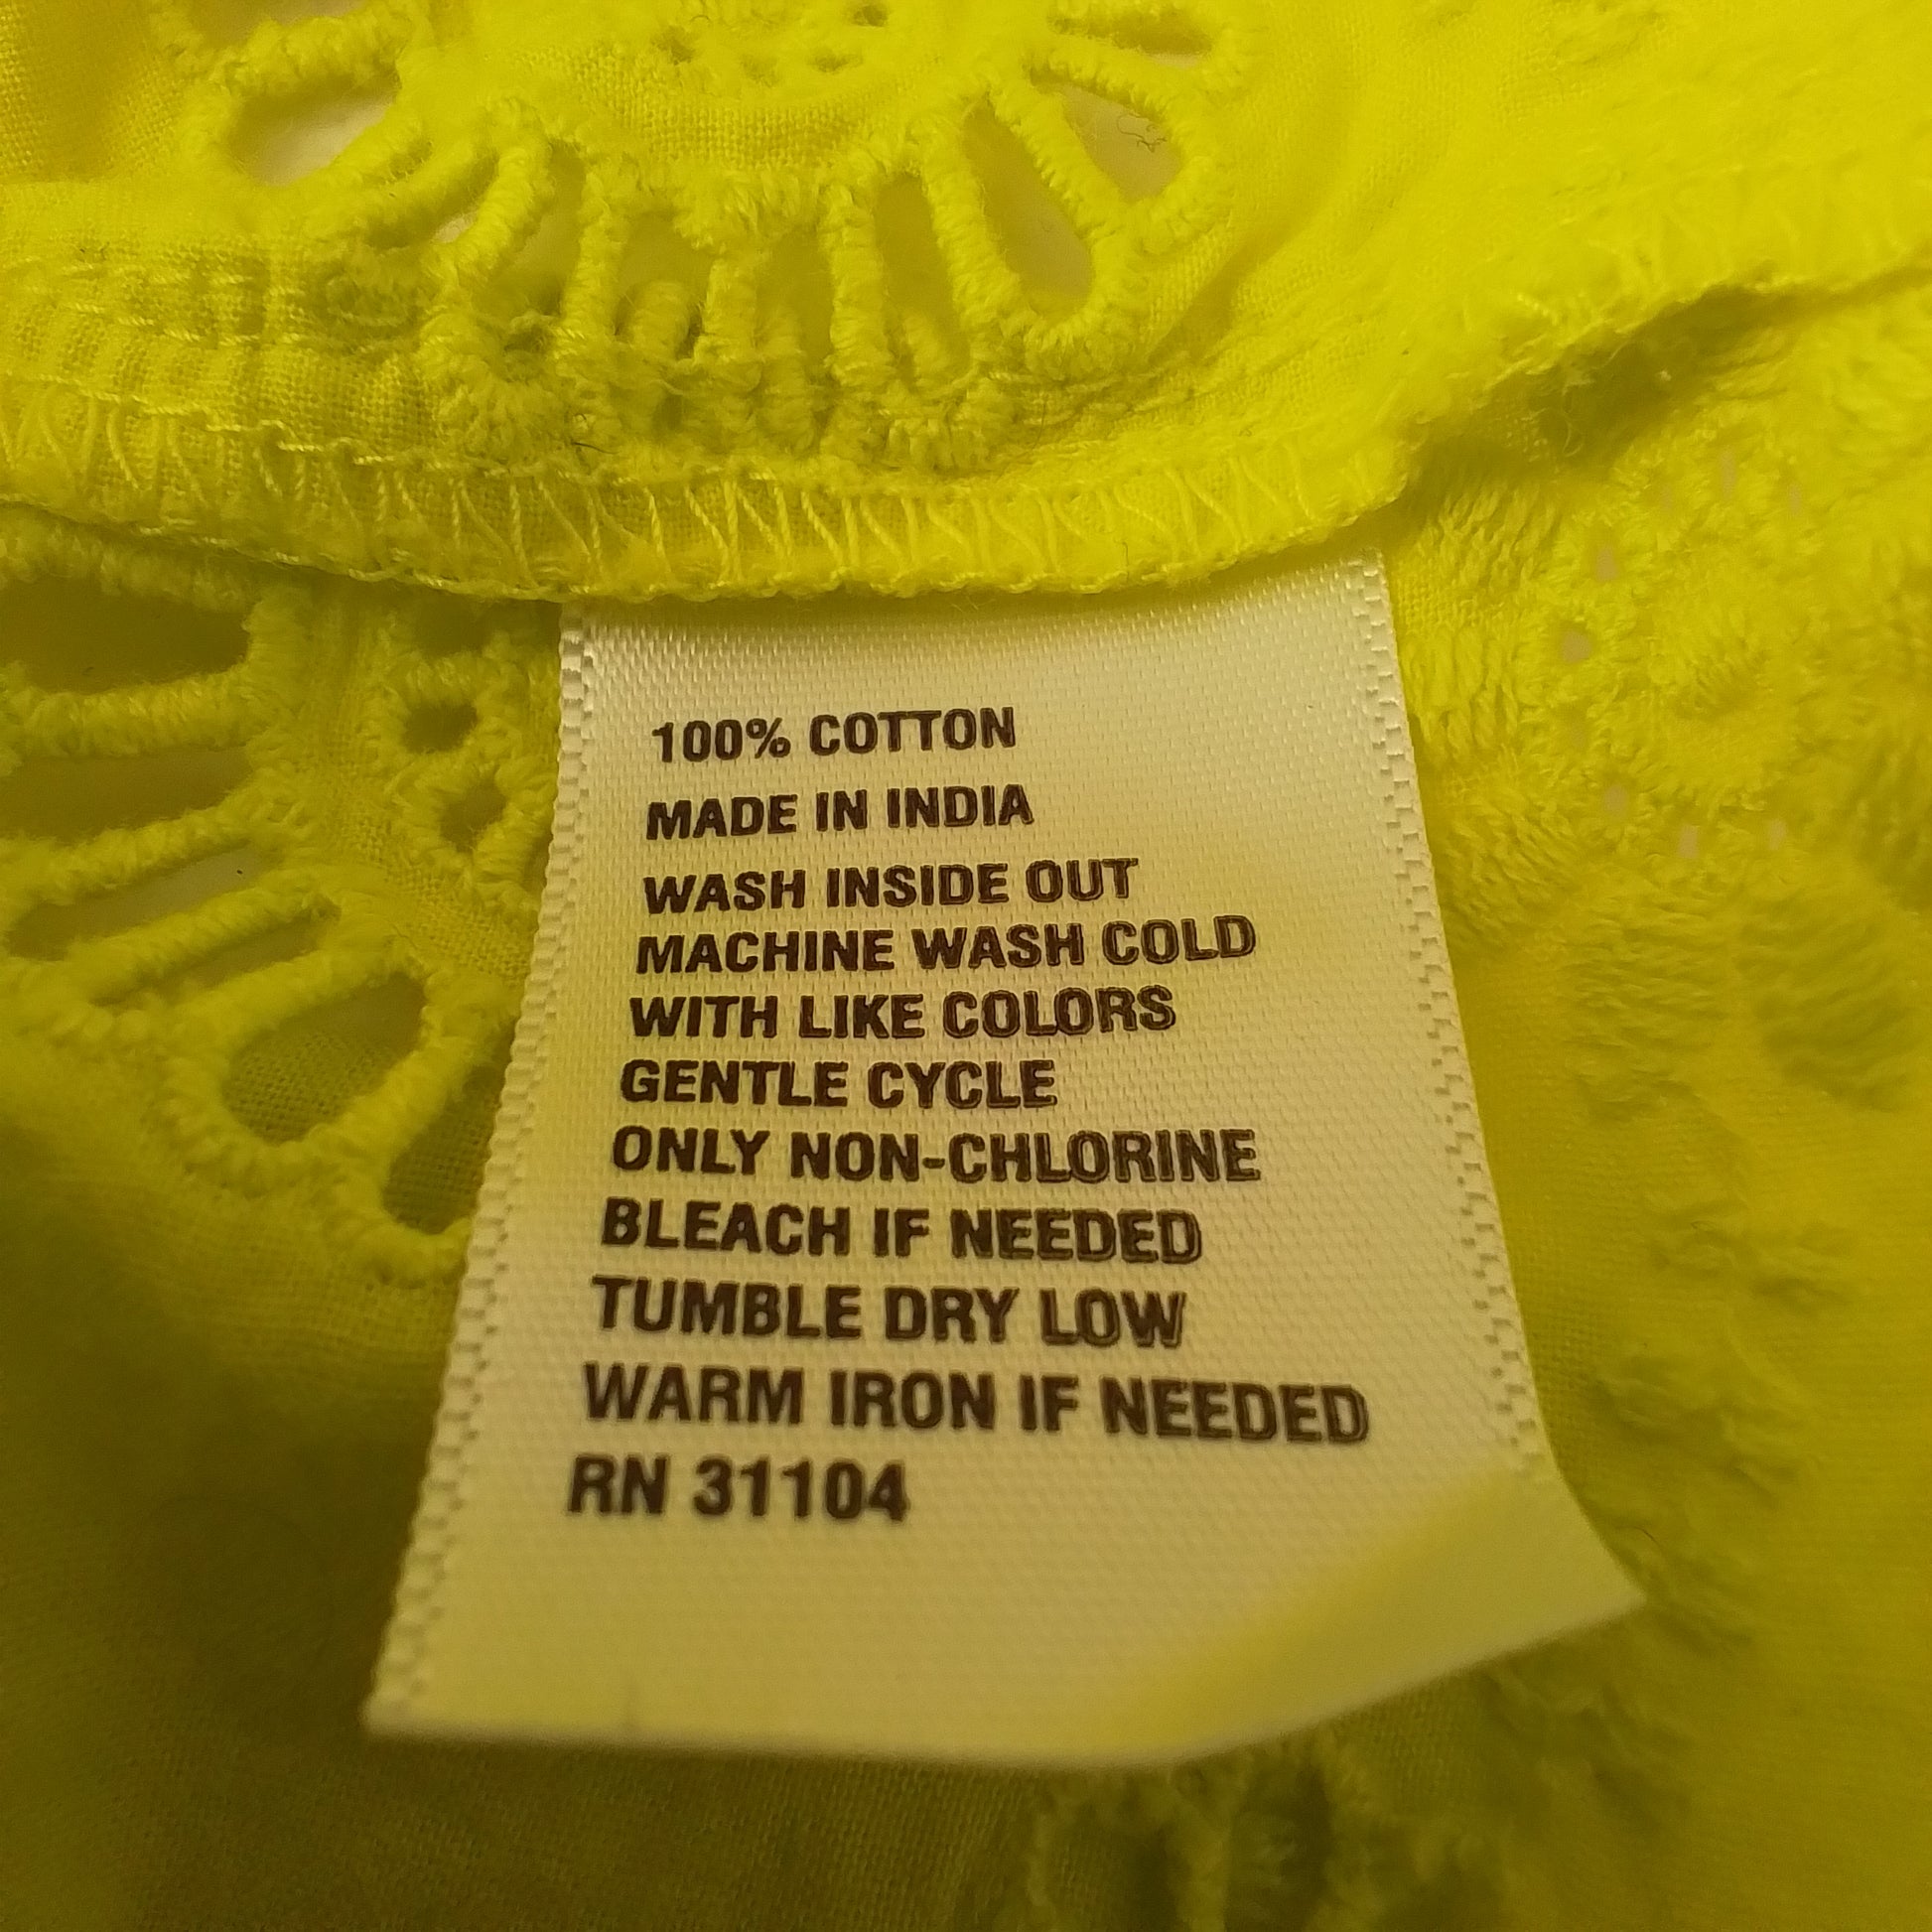 100% COTTON
MADE IN INDIA
WASH INSIDE OUT
MACHINE WASH COLD
WITH LIKE COLORS
GENTLE CYCLE
ONLY NON-CHLORINE
BLEACH IF NEEDED
TUMBLE DRY LOW
WARM IRON IF NEEDED
RN 31104